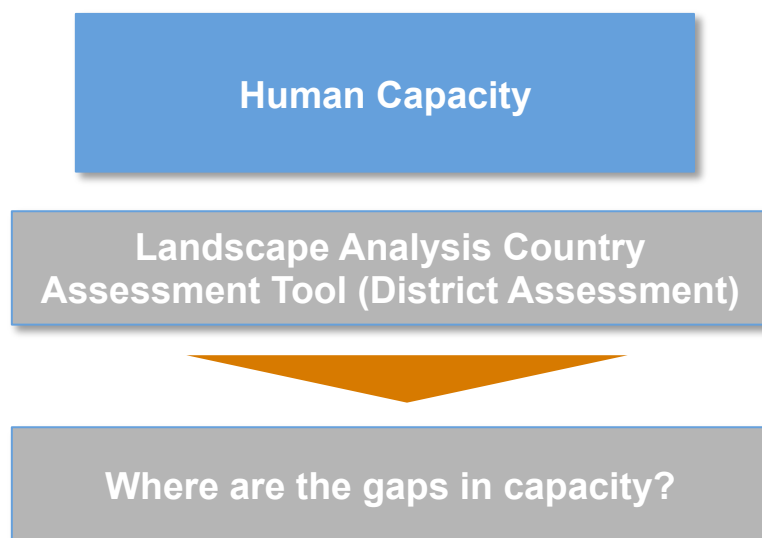 Human Capacity
Landscape Analysis Country
Assessment Tool (District Assessment)
Where are the gaps in capacity?